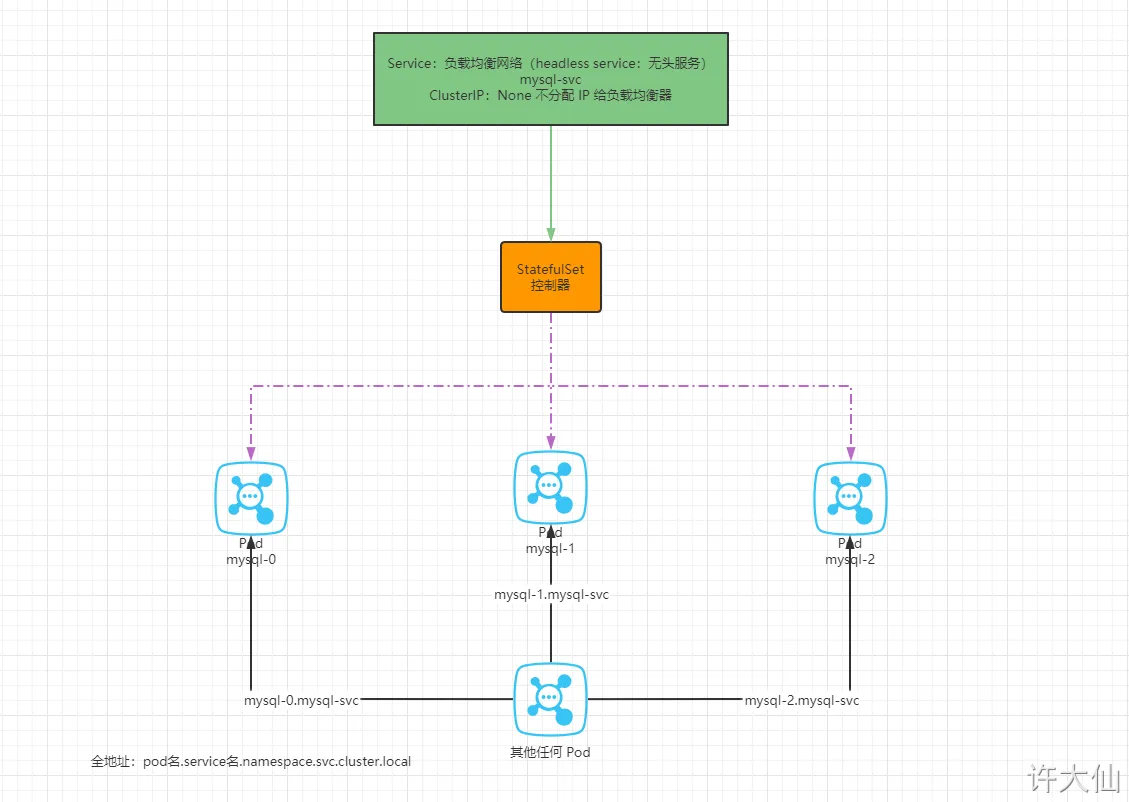 Service：负载均衡网络（headless service：无头服务）
mysql-svc
ClusterIP：None 不分配 IP 给负载均衡器
StatefulSet
控制器
Pod
mysql-0
Pod
mysql-1
Pod
mysql-2
mysql-1.mysql-svc
mysql-0.mysql-svc
mysql-2.mysql-svc
其他任何 Pod
全地址：pod名.service名.namespace.svc.cluster.local
许大仙